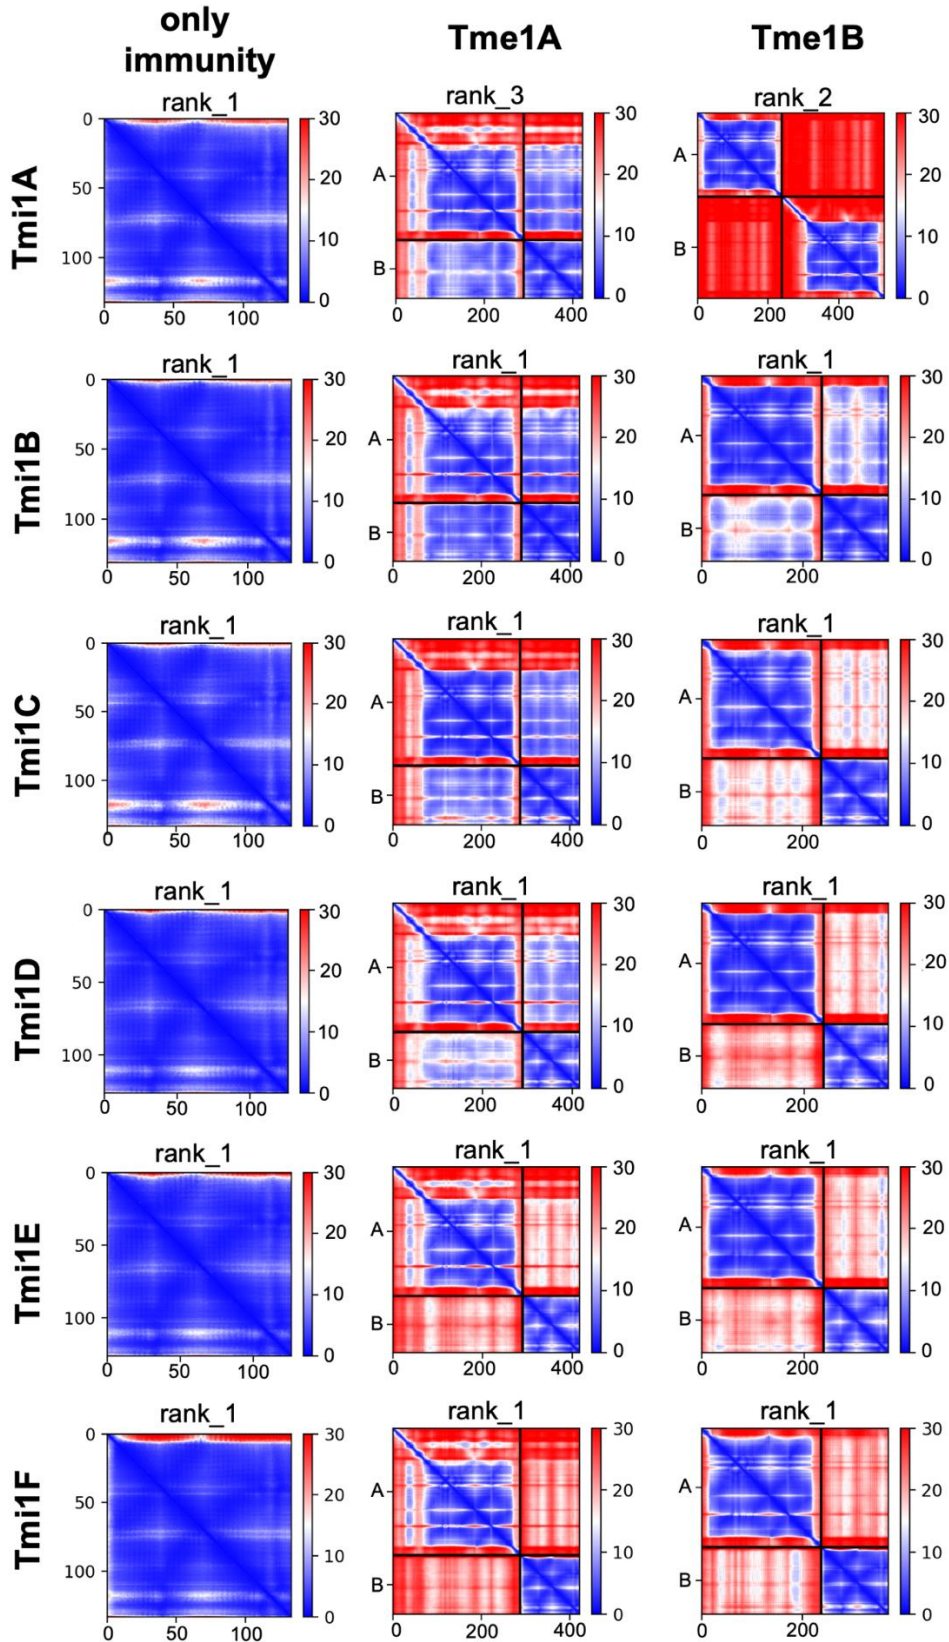 only
immunity
Tme1A
Tme1B
Tmi1A
rank_1
0
50
100
0 50 100
30
20
10
0
rank_3
A
B
0 200 400
30
20
10
0
rank_2
A
B
0 200 400
30
20
10
0
Tmi1B
rank_1
0
50
100
0 50 100
30
20
10
0
rank_1
A
B
0 200 400
30
20
10
0
rank_1
A
B
0 200
30
20
10
0
Tmi1C
rank_1
0
50
100
0 50 100
30
20
10
0
rank_1
A
B
0 200 400
30
20
10
0
rank_1
A
B
0 200
30
20
10
0
Tmi1D
rank_1
0
50
100
0 50 100
30
20
10
0
rank_1
A
B
0 200 400
30
20
10
0
rank_1
A
B
0 200
30
20
10
0
Tmi1E
rank_1
0
50
100
0 50 100
30
20
10
0
rank_1
A
B
0 200 400
30
20
10
0
rank_1
A
B
0 200
30
20
10
0
Tmi1F
rank_1
0
50
100
0 50 100
30
20
10
0
rank_1
A
B
0 200 400
30
20
10
0
rank_1
A
B
0 200
30
20
10
0